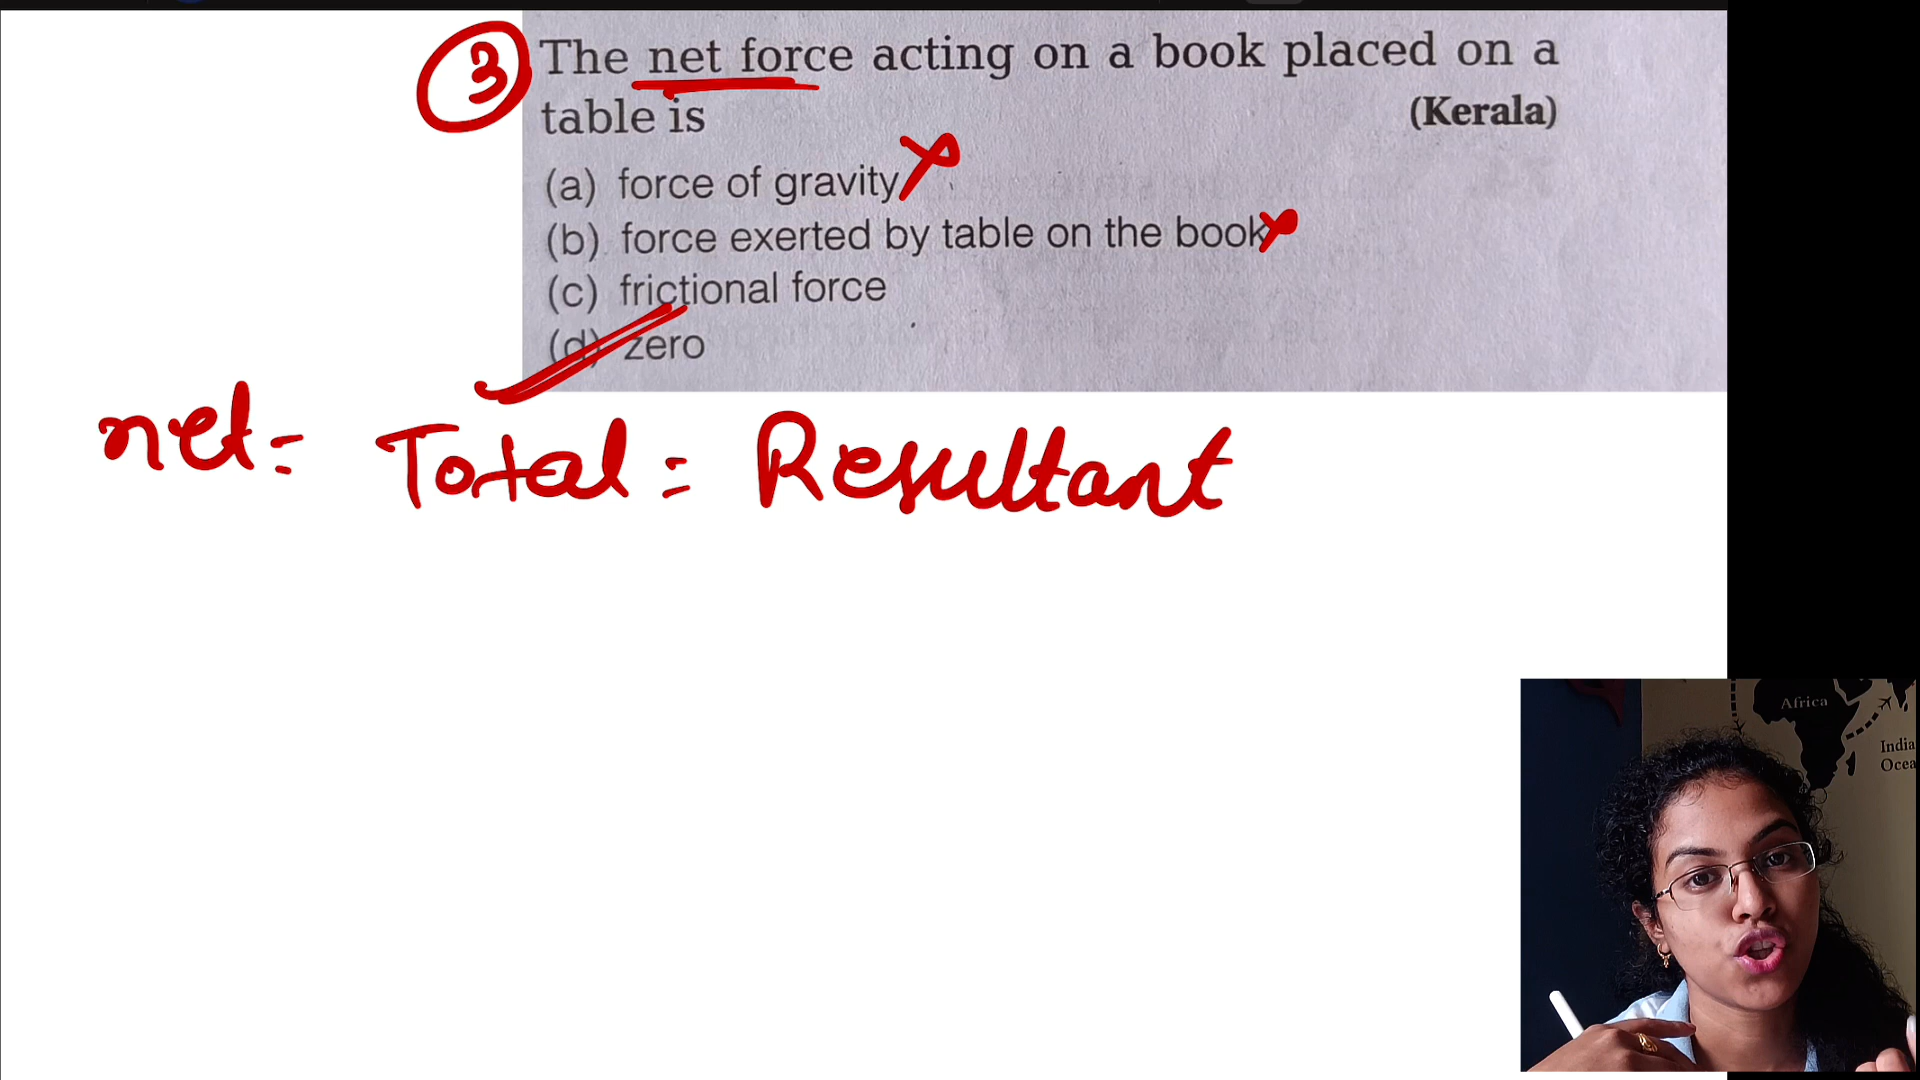 3 The net force acting on a book placed on a
table is (Kerala)
(a) force of gravity
(b) force exerted by table on the book
(c) frictional force
(d) zero
net = Total = Resultant
Africa
India
Ocea